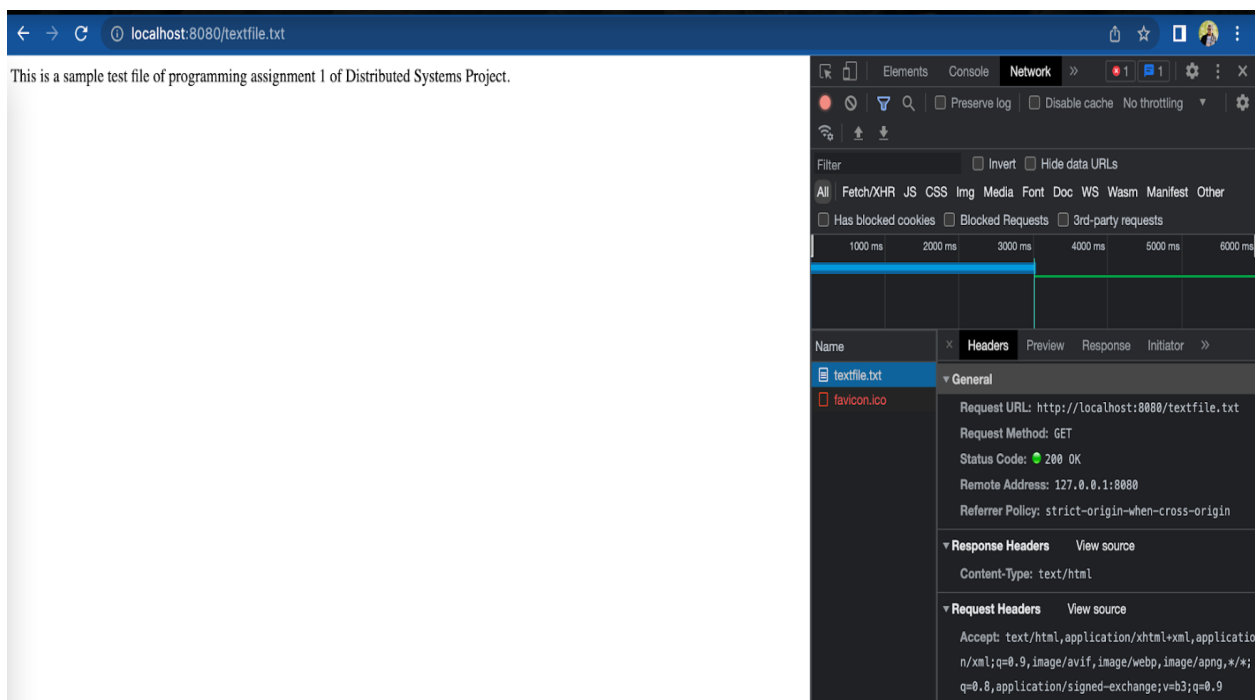 localhost:8080/textfile.txt
This is a sample test file of programming assignment 1 of Distributed Systems Project.
Elements Console Network » 1 1
Preserve log Disable cache No throttling
Filter Invert Hide data URLs
All Fetch/XHR JS CSS Img Media Font Doc WS Wasm Manifest Other
Has blocked cookies Blocked Requests 3rd-party requests
1000 ms 2000 ms 3000 ms 4000 ms 5000 ms 6000 ms
Name
× Headers Preview Response Initiator »
textfile.txt
favicon.ico
General
Request URL: http://localhost:8080/textfile.txt
Request Method: GET
Status Code: 200 OK
Remote Address: 127.0.0.1:8080
Referrer Policy: strict-origin-when-cross-origin
Response Headers View source
Content-Type: text/html
Request Headers View source
Accept: text/html,application/xhtml+xml,applicatio
n/xml;q=0.9,image/avif,image/webp,image/apng,*/*;
q=0.8,application/signed-exchange;v=b3;q=0.9